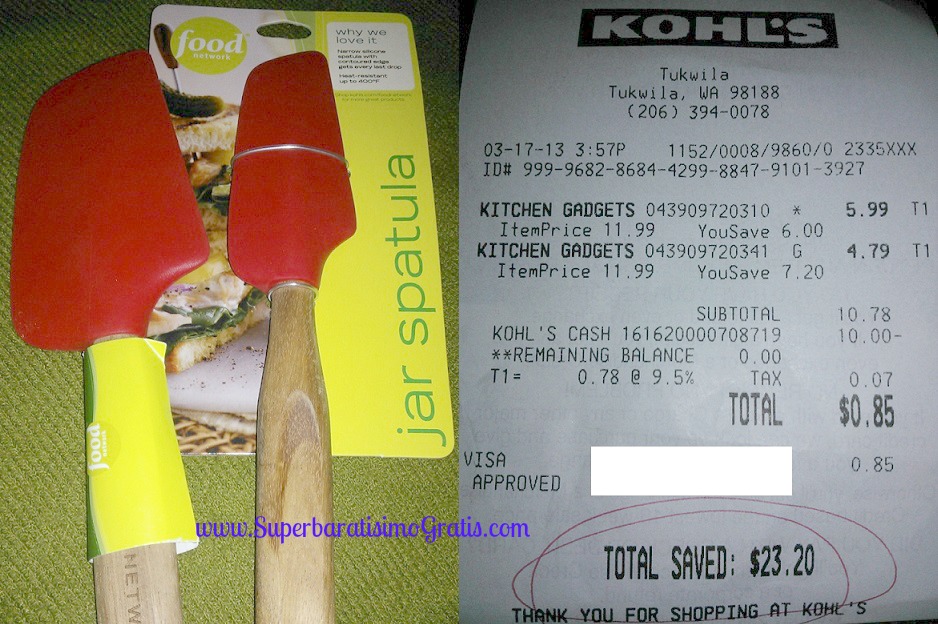 food
network
why we
love it
Narrow silicone
spatula with
contoured edge
gets every last drop
Heat-resistant
up to 400°F
jar spatula
food
network
NETW
www.SuperbaratisimoGratis.com
KOHL'S
Tukwila
Tukwila, WA 98188
(206) 394-0078
03-17-13 3:57P 1152/0008/9860/0 2335XXX
ID# 999-9682-8684-4299-8847-9101-3927
KITCHEN GADGETS 043909720310 * 5.99 T1
ItemPrice 11.99 YouSave 6.00
KITCHEN GADGETS 043909720341 G 4.79 T1
ItemPrice 11.99 YouSave 7.20
SUBTOTAL 10.78
KOHL'S CASH 161620000708719 10.00-
**REMAINING BALANCE 0.00
T1= 0.78 @ 9.5% TAX 0.07
TOTAL $0.85
VISA 0.85
APPROVED
TOTAL SAVED: $23.20
THANK YOU FOR SHOPPING AT KOHL'S